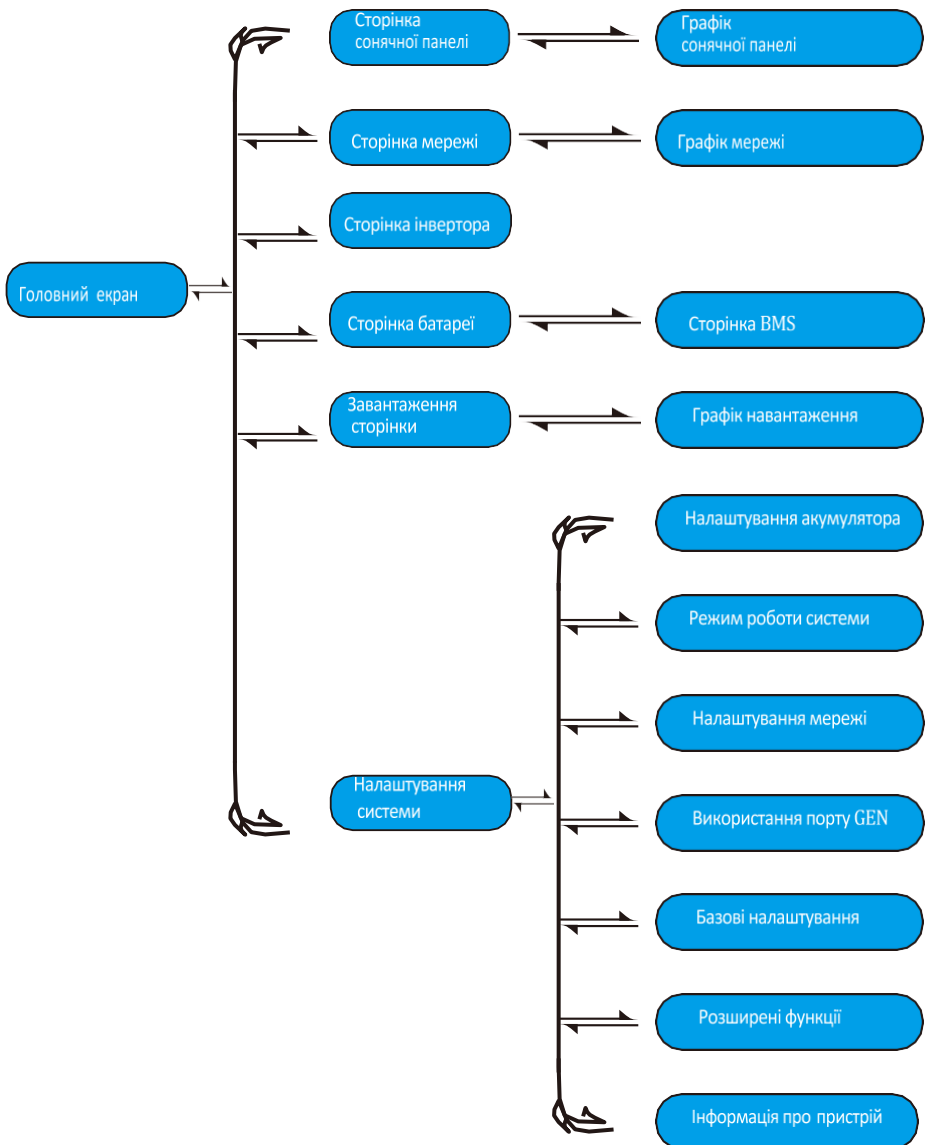 Сторінка
сонячної панелі
Графік
сонячної панелі
Сторінка мережі
Графік мережі
Сторінка інвертора
Головний екран
Сторінка батареї
Сторінка BMS
Завантаження
сторінки
Графік навантаження
Налаштування акумулятора
Режим роботи системи
Налаштування мережі
Налаштування
системи
Використання порту GEN
Базові налаштування
Розширені функції
Інформація про пристрій